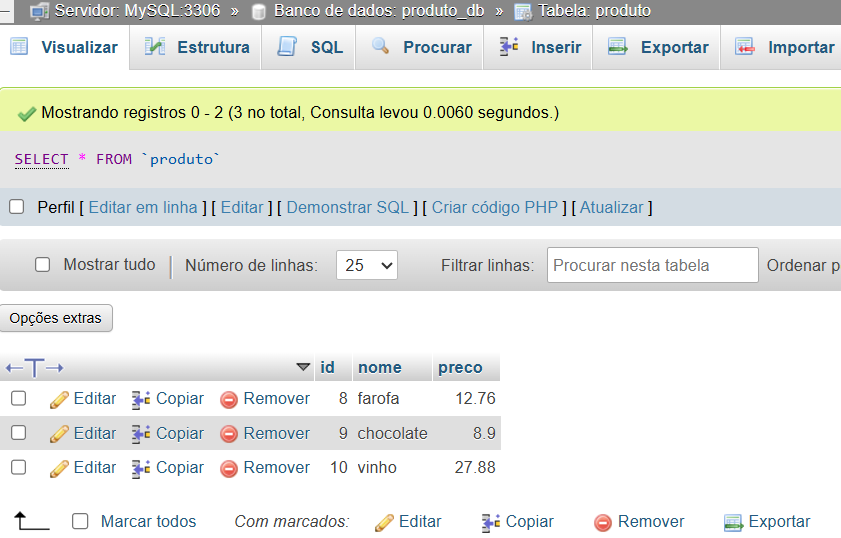 Servidor: MySQL:3306 » Banco de dados: produto_db » Tabela: produto
Visualizar Estrutura SQL Procurar Inserir Exportar Importar
Mostrando registros 0 - 2 (3 no total, Consulta levou 0.0060 segundos.)
SELECT * FROM `produto`
Perfil [ Editar em linha ] [ Editar ] [ Demonstrar SQL ] [ Criar código PHP ] [ Atualizar ]
Mostrar tudo Número de linhas: 25 Filtrar linhas: Procurar nesta tabela Ordenar p
Opções extras
id nome preco
Editar Copiar Remover 8 farofa 12.76
Editar Copiar Remover 9 chocolate 8.9
Editar Copiar Remover 10 vinho 27.88
Marcar todos Com marcados: Editar Copiar Remover Exportar